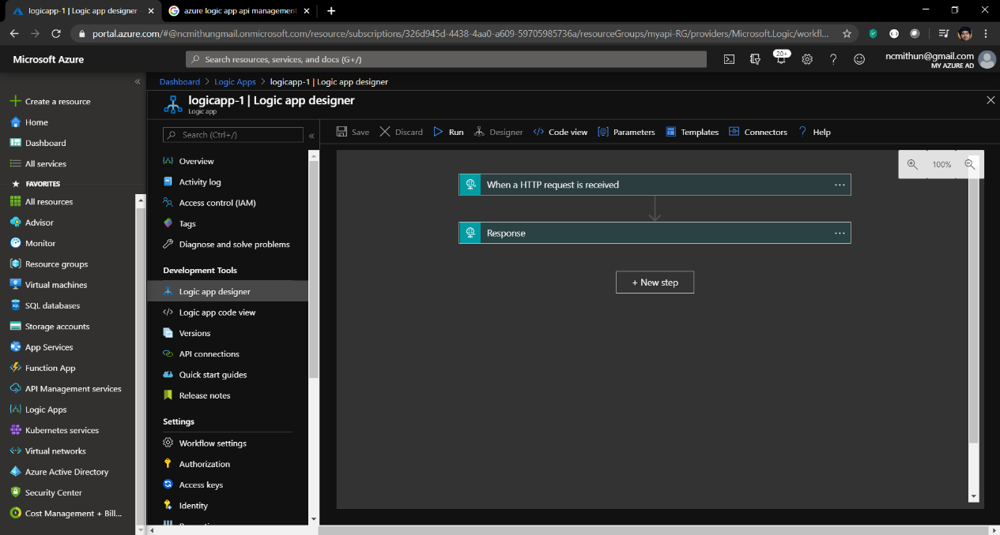 logicapp-1 | Logic app designer
azure logic app api management
portal.azure.com/#@ncmithungmail.onmicrosoft.com/resource/subscriptions/326d945d-4438-4aa0-a609-59705985736a/resourceGroups/myapi-RG/providers/Microsoft.Logic/workfl...
Microsoft Azure
Search resources, services, and docs (G+/)
20+
ncmithun@gmail.com
MY AZURE AD
Create a resource
Home
Dashboard
All services
FAVORITES
All resources
Advisor
Monitor
Resource groups
Virtual machines
SQL databases
Storage accounts
App Services
Function App
API Management services
Logic Apps
Kubernetes services
Virtual networks
Azure Active Directory
Security Center
Cost Management + Bill...
Dashboard > Logic Apps > logicapp-1 | Logic app designer
logicapp-1 | Logic app designer
Logic app
Search (Ctrl+/)
Overview
Activity log
Access control (IAM)
Tags
Diagnose and solve problems
Development Tools
Logic app designer
Logic app code view
Versions
API connections
Quick start guides
Release notes
Settings
Workflow settings
Authorization
Access keys
Identity
Save Discard Run Designer Code view Parameters Templates Connectors Help
100%
When a HTTP request is received
Response
+ New step